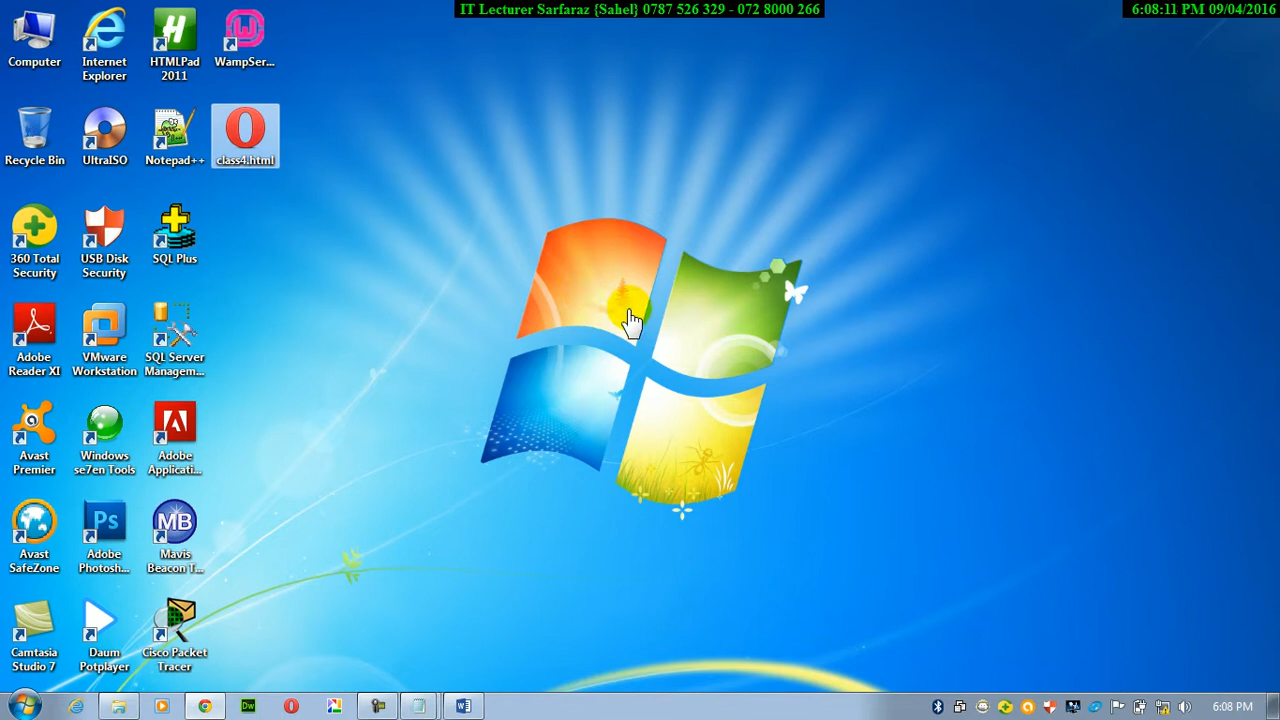 IT Lecturer Sarfaraz {Sahel} 0787 526 329 - 072 8000 266
6:08:11 PM 09/04/2016
Computer
Internet
Explorer
HTMLPad
2011
WampSer...
Recycle Bin
UltraISO
Notepad++
class4.html
360 Total
Security
USB Disk
Security
SQL Plus
Adobe
Reader XI
VMware
Workstation
SQL Server
Managem...
Avast
Premier
Windows
se7en Tools
Adobe
Applicati...
Avast
SafeZone
Ps
Adobe
Photosh...
MB
Mavis
Beacon T...
Camtasia
Studio 7
Daum
Potplayer
Cisco Packet
Tracer
Dw
6:08 PM